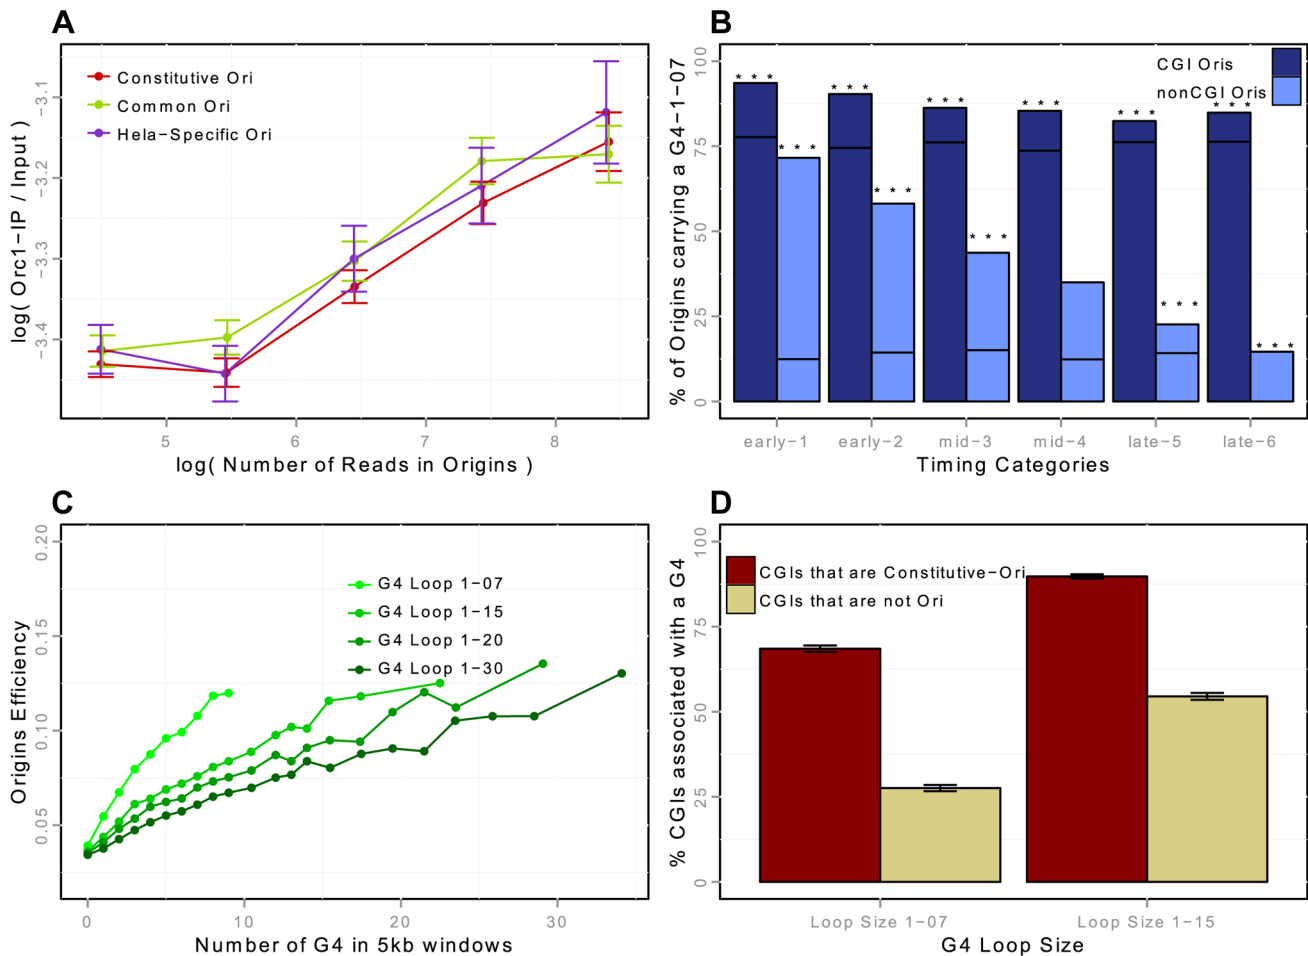 A
Constitutive Ori
Common Ori
Hela-Specific Ori
-3.1
-3.2
-3.3
-3.4
log( Orc1-IP / Input )
5
6
7
8
log( Number of Reads in Origins )
B
CGI Oris
nonCGI Oris
* * *
* * *
* * *
* * *
* * *
* * *
* * *
* * *
* * *
* * *
* * *
100
75
50
25
0
% of Origins carrying a G4-1-07
early-1
early-2
mid-3
mid-4
late-5
late-6
Timing Categories
C
G4 Loop 1-07
G4 Loop 1-15
G4 Loop 1-20
G4 Loop 1-30
0.20
0.15
0.10
0.05
Origins Efficiency
0
10
20
30
Number of G4 in 5kb windows
D
CGIs that are Constitutive-Ori
CGIs that are not Ori
100
75
50
25
0
% CGIs associated with a G4
Loop Size 1-07
Loop Size 1-15
G4 Loop Size